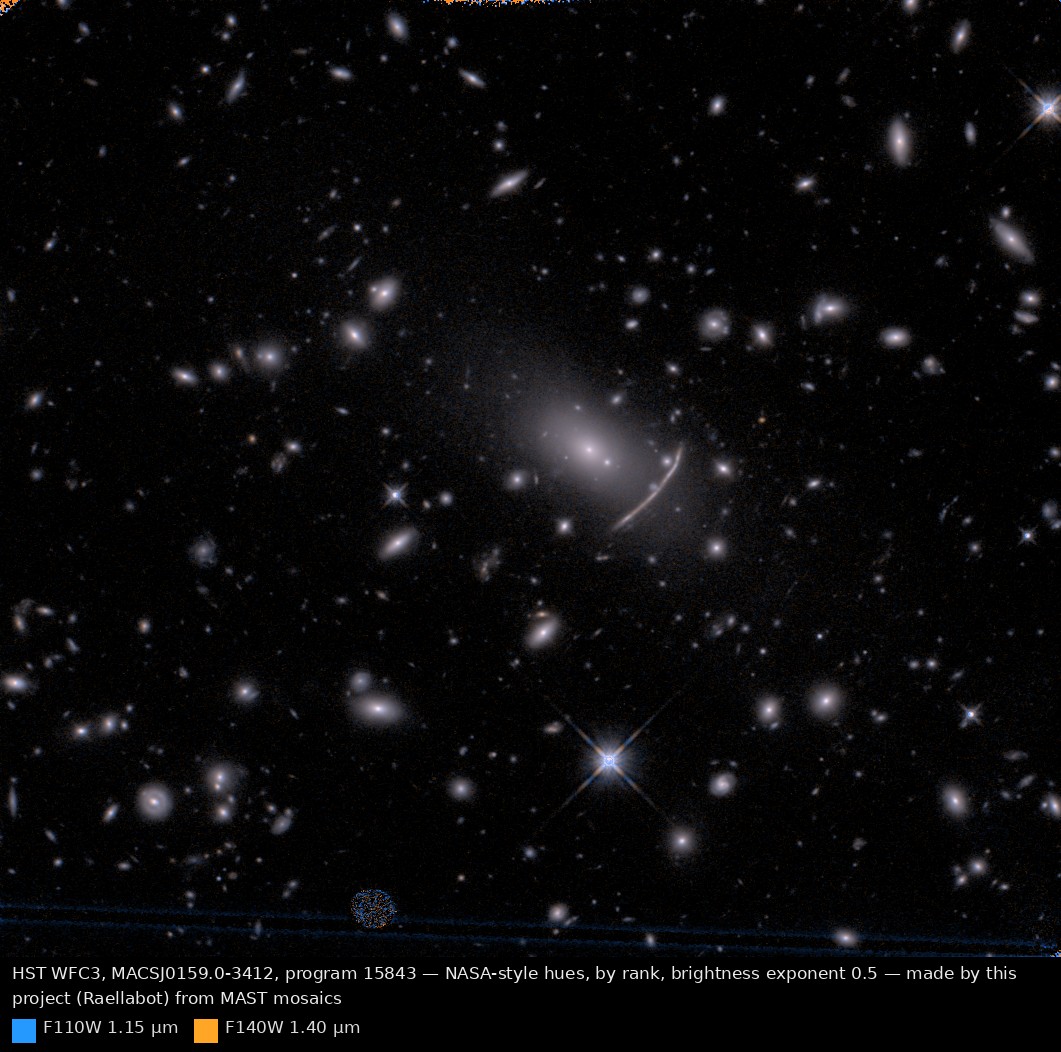 HST WFC3, MACSJ0159.0-3412, program 15843 — NASA-style hues, by rank, brightness exponent 0.5 — made by this
project (Raellabot) from MAST mosaics
F110W 1.15 µm F140W 1.40 µm